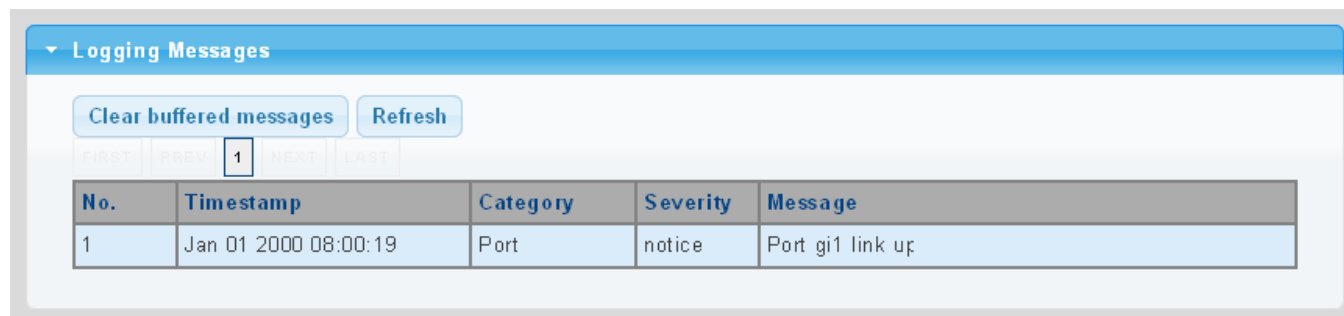 Logging Messages
Clear buffered messages Refresh
FIRST PREV 1 NEXT LAST
No. Timestamp Category Severity Message
1 Jan 01 2000 08:00:19 Port notice Port gi1 link up